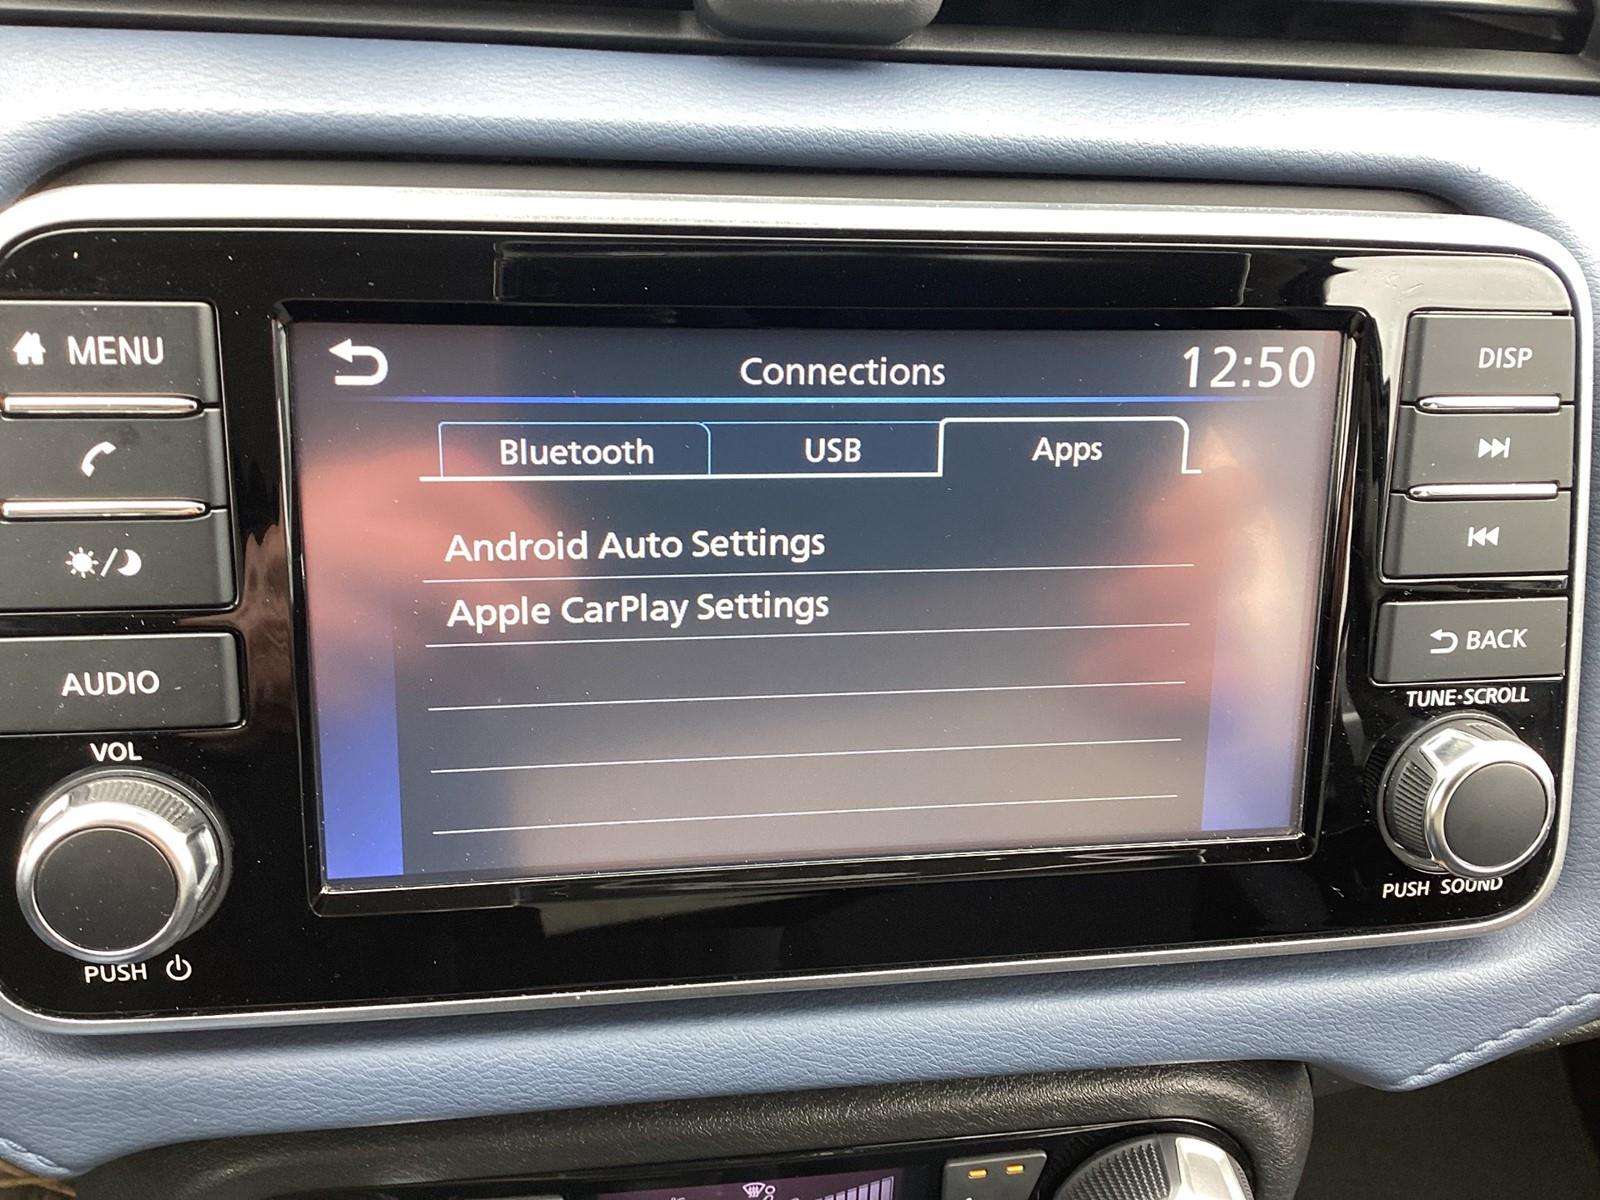 Connections
12:50
Bluetooth
USB
Apps
Android Auto Settings
Apple CarPlay Settings
MENU
AUDIO
VOL
PUSH
DISP
BACK
TUNE·SCROLL
PUSH SOUND